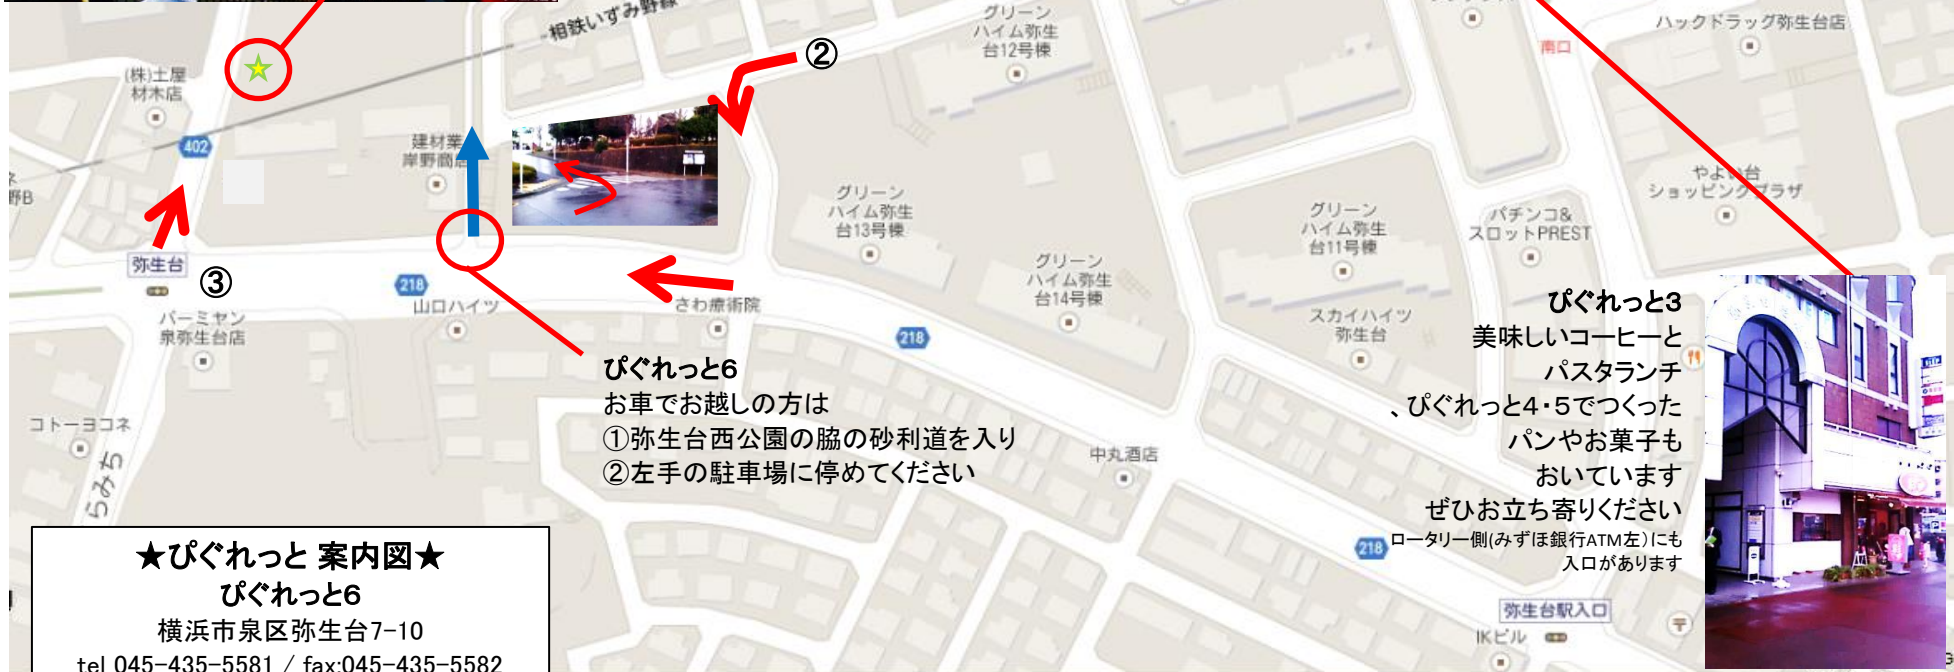 相鉄いずみ野線
②
グリーン
ハイム弥生
台12号棟
ハックドラッグ弥生台店
南口
(株)土屋
材木店
402
建材業
岸野商店
グリーン
ハイム弥生
台13号棟
グリーン
ハイム弥生
台11号棟
パチンコ&
スロットPREST
やよい台
ショッピングプラザ
弥生台
③
218
山口ハイツ
さわ療術院
グリーン
ハイム弥生
台14号棟
スカイハイツ
弥生台
バーミヤン
泉弥生台店
218
コトーヨコネ
中丸酒店
ぴぐれっと6
お車でお越しの方は
①弥生台西公園の脇の砂利道を入り
②左手の駐車場に停めてください
ぴぐれっと3
美味しいコーヒーと
パスタランチ
、ぴぐれっと4・5でつくった
パンやお菓子も
おいています
ぜひお立ち寄りください
ロータリー側(みずほ銀行ATM左)にも
入口があります
218
弥生台駅入口
IKビル
★ぴぐれっと 案内図★
ぴぐれっと6
横浜市泉区弥生台7-10
tel 045-435-5581 / fax:045-435-5582